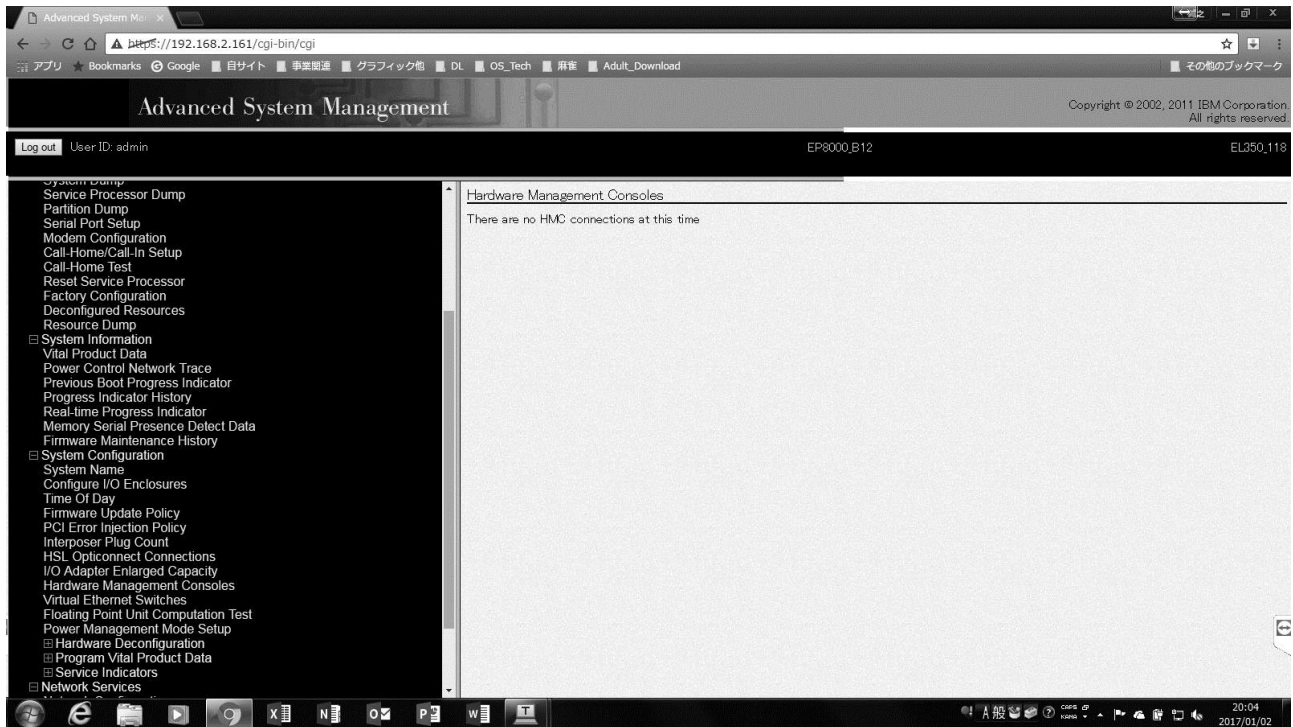 Advanced System Ma
https://192.168.2.161/cgi-bin/cgi
アプリ Bookmarks Google 自サイト 事業関連 グラフィック他 DL OS_Tech 麻雀 Adult_Download その他のブックマーク
Advanced System Management
Copyright © 2002, 2011 IBM Corporation.
All rights reserved.
Log out User ID: admin EP8000_B12 EL350_118
System Dump
Service Processor Dump
Partition Dump
Serial Port Setup
Modem Configuration
Call-Home/Call-In Setup
Call-Home Test
Reset Service Processor
Factory Configuration
Deconfigured Resources
Resource Dump
System Information
Vital Product Data
Power Control Network Trace
Previous Boot Progress Indicator
Progress Indicator History
Real-time Progress Indicator
Memory Serial Presence Detect Data
Firmware Maintenance History
System Configuration
System Name
Configure I/O Enclosures
Time Of Day
Firmware Update Policy
PCI Error Injection Policy
Interposer Plug Count
HSL Opticonnect Connections
I/O Adapter Enlarged Capacity
Hardware Management Consoles
Virtual Ethernet Switches
Floating Point Unit Computation Test
Power Management Mode Setup
Hardware Deconfiguration
Program Vital Product Data
Service Indicators
Network Services
Hardware Management Consoles
There are no HMC connections at this time
A 般
CAPS
KANA
20:04
2017/01/02